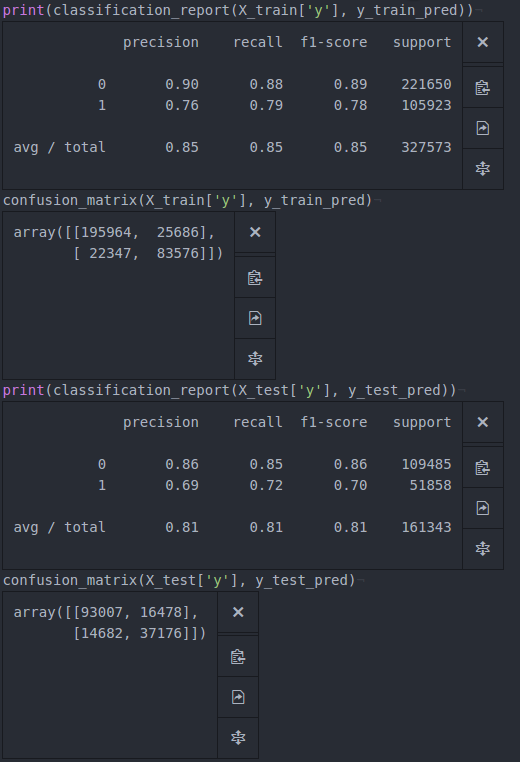 print(classification_report(X_train['y'], y_train_pred))¬
precision recall f1-score support
0 0.90 0.88 0.89 221650
1 0.76 0.79 0.78 105923
avg / total 0.85 0.85 0.85 327573
confusion_matrix(X_train['y'], y_train_pred)¬
array([[195964, 25686],
[ 22347, 83576]])
print(classification_report(X_test['y'], y_test_pred))¬
precision recall f1-score support
0 0.86 0.85 0.86 109485
1 0.69 0.72 0.70 51858
avg / total 0.81 0.81 0.81 161343
confusion_matrix(X_test['y'], y_test_pred)¬
array([[93007, 16478],
[14682, 37176]])